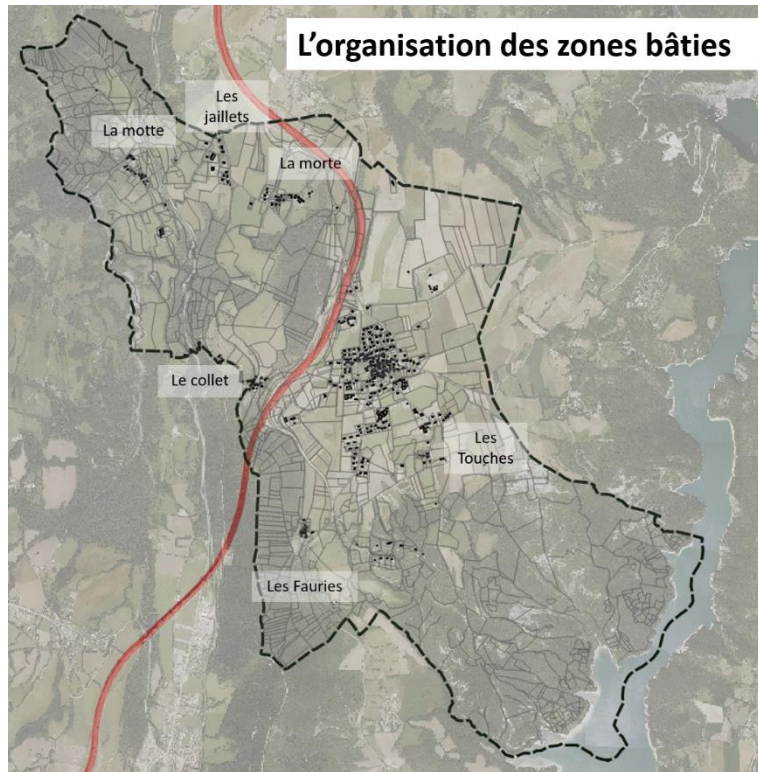 L’organisation des zones bâties
Les
jaillets
La motte
La morte
Le collet
Les
Touches
Les Fauries